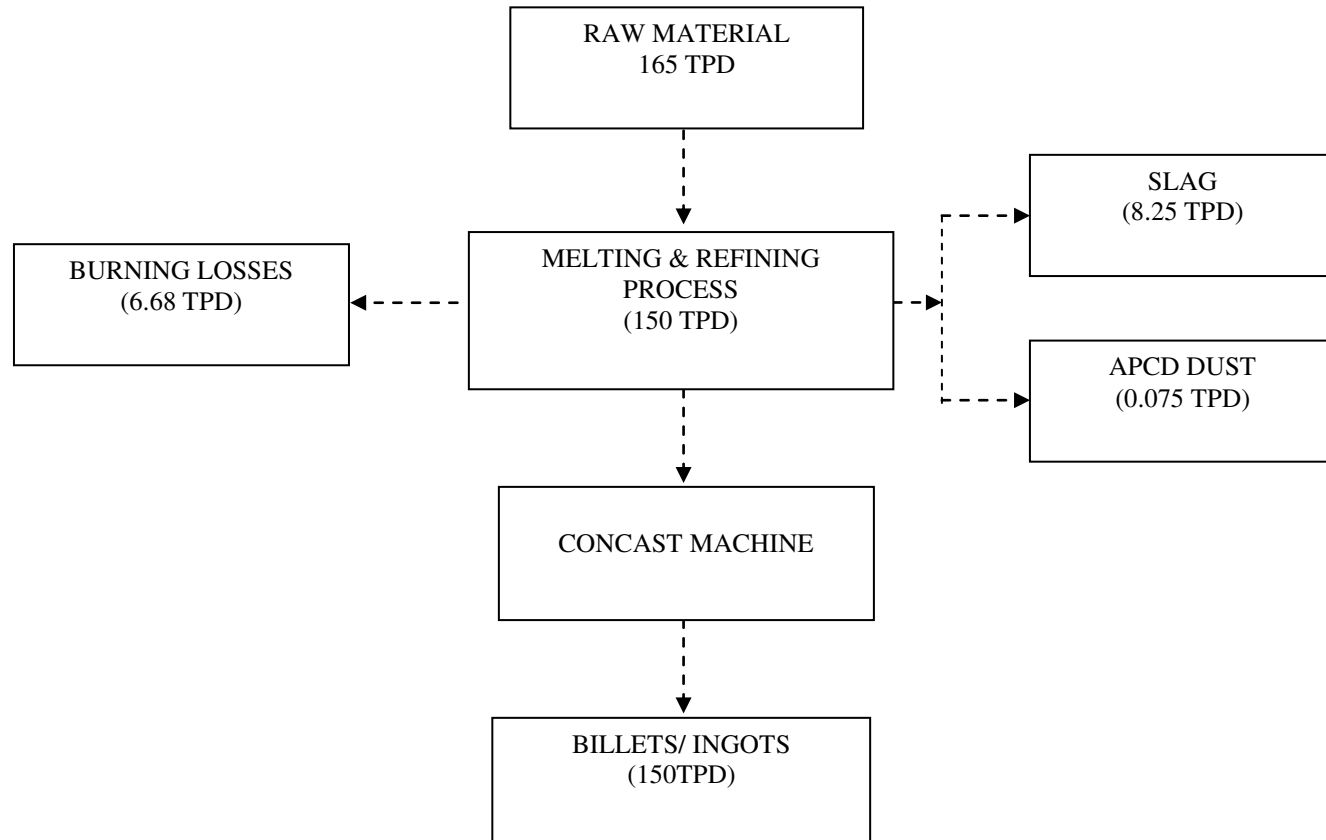 RAW MATERIAL
165 TPD
SLAG
(8.25 TPD)
BURNING LOSSES
(6.68 TPD)
MELTING & REFINING
PROCESS
(150 TPD)
APCD DUST
(0.075 TPD)
CONCAST MACHINE
BILLETS/ INGOTS
(150TPD)